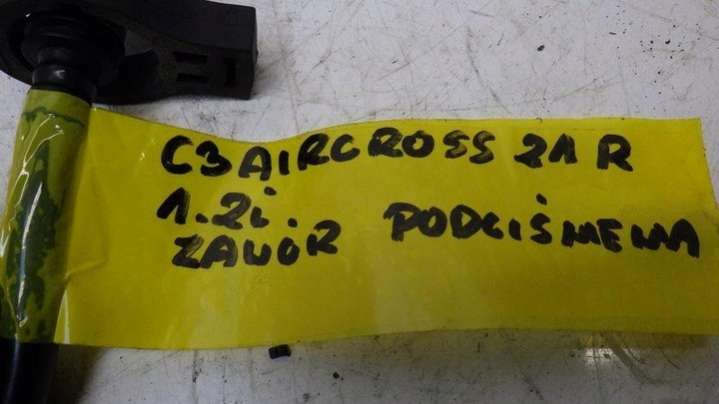 C3 AIRCROSS 21 R
1.2i.
ZAWÓR PODCIŚNIENIA